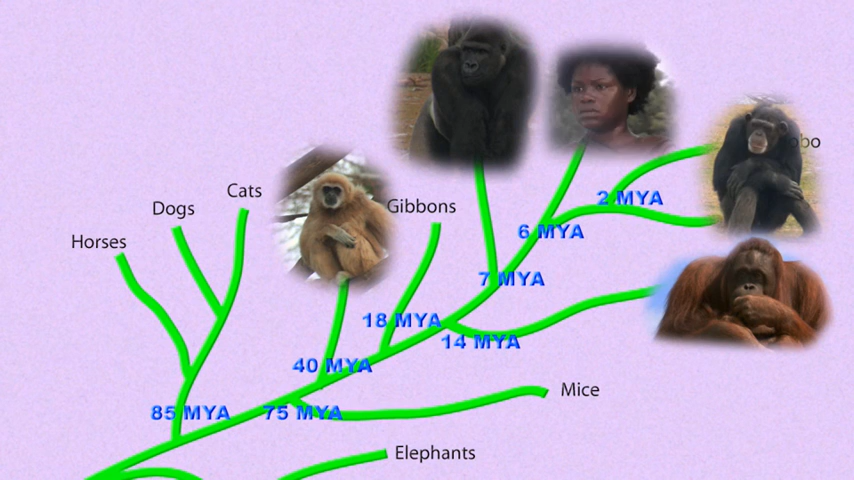 obo
Cats
Dogs
Gibbons
Horses
2 MYA
6 MYA
7 MYA
18 MYA
14 MYA
40 MYA
Mice
85 MYA
75 MYA
Elephants